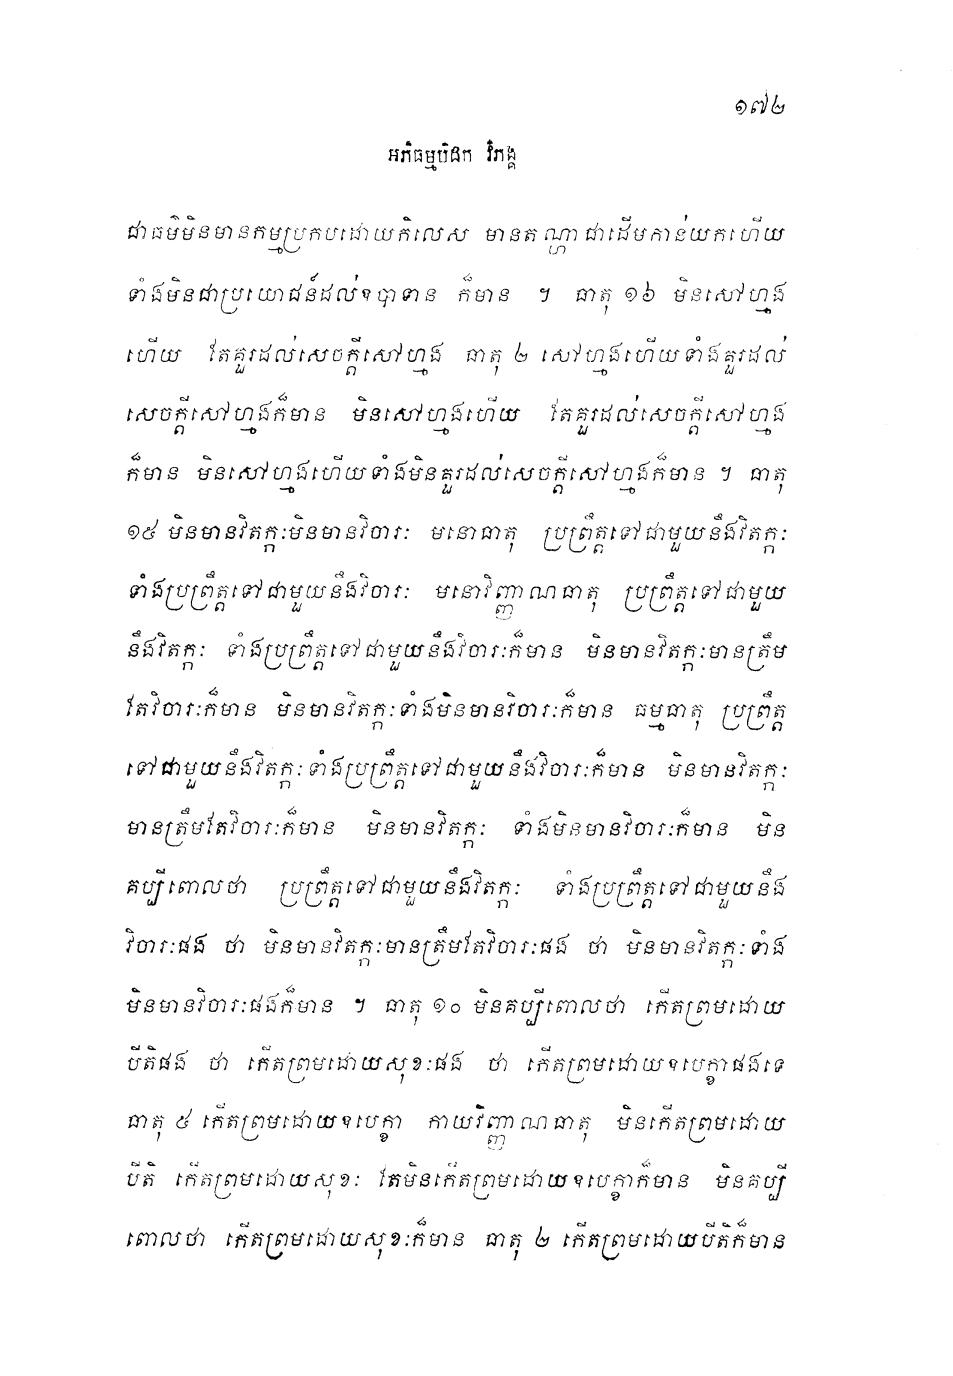 ១៧២
អភិធម្មបិដក វិភង្គ
ជាធម៌មិនមានកម្មប្រកបដោយកិលេស មានតណ្ហាជាដើមកាន់យកហើយ
ទាំងមិនជាប្រយោជន៍ដល់ឧបាទាន ក៏មាន ។ ធាតុ ១៦ មិនសៅហ្មង
ហើយ តែគួរដល់សេចក្តីសៅហ្មង ធាតុ ២ សៅហ្មងហើយទាំងគួរដល់
សេចក្តីសៅហ្មងក៏មាន មិនសៅហ្មងហើយ តែគួរដល់សេចក្តីសៅហ្មង
ក៏មាន មិនសៅហ្មងហើយទាំងមិនគួរដល់សេចក្តីសៅហ្មងក៏មាន ។ ធាតុ
១៥ មិនមានវិតក្កៈមិនមានវិចារៈ មនោធាតុ ប្រព្រឹត្តទៅជាមួយនឹងវិតក្កៈ
ទាំងប្រព្រឹត្តទៅជាមួយនឹងវិចារៈ មនោវិញ្ញាណធាតុ ប្រព្រឹត្តទៅជាមួយ
នឹងវិតក្កៈ ទាំងប្រព្រឹត្តទៅជាមួយនឹងវិចារៈក៏មាន មិនមានវិតក្កៈមានត្រឹម
តែវិចារៈក៏មាន មិនមានវិតក្កៈទាំងមិនមានវិចារៈក៏មាន ធម្មធាតុ ប្រព្រឹត្ត
ទៅជាមួយនឹងវិតក្កៈទាំងប្រព្រឹត្តទៅជាមួយនឹងវិចារៈក៏មាន មិនមានវិតក្កៈ
មានត្រឹមតែវិចារៈក៏មាន មិនមានវិតក្កៈ ទាំងមិនមានវិចារៈក៏មាន មិន
គប្បីពោលថា ប្រព្រឹត្តទៅជាមួយនឹងវិតក្កៈ ទាំងប្រព្រឹត្តទៅជាមួយនឹង
វិចារៈផង ថា មិនមានវិតក្កៈមានត្រឹមតែវិចារៈផង ថា មិនមានវិតក្កៈទាំង
មិនមានវិចារៈផងក៏មាន ។ ធាតុ ១០ មិនគប្បីពោលថា កើតព្រមដោយ
បីតិផង ថា កើតព្រមដោយសុខៈផង ថា កើតព្រមដោយឧបេក្ខាផងទេ
ធាតុ ៥ កើតព្រមដោយឧបេក្ខា កាយវិញ្ញាណធាតុ មិនកើតព្រមដោយ
បីតិ កើតព្រមដោយសុខៈ តែមិនកើតព្រមដោយឧបេក្ខាក៏មាន មិនគប្បី
ពោលថា កើតព្រមដោយសុខៈក៏មាន ធាតុ ២ កើតព្រមដោយបីតិក៏មាន